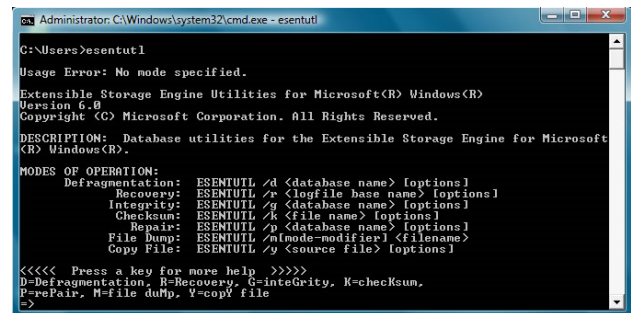 Administrator: C:\Windows\system32\cmd.exe - esentutl
C:\Users>esentutl
Usage Error: No mode specified.
Extensible Storage Engine Utilities for Microsoft(R) Windows(R)
Version 6.0
Copyright (C) Microsoft Corporation. All Rights Reserved.
DESCRIPTION:  Database utilities for the Extensible Storage Engine for Microsoft
(R) Windows(R).
MODES OF OPERATION:
Defragmentation:  ESENTUTL /d <database name> [options]
Recovery:  ESENTUTL /r <logfile base name> [options]
Integrity:  ESENTUTL /g <database name> [options]
Checksum:  ESENTUTL /k <file name> [options]
Repair:  ESENTUTL /p <database name> [options]
File Dump:  ESENTUTL /m[mode-modifier] <filename>
Copy File:  ESENTUTL /y <source file> [options]
<<<<<  Press a key for more help  >>>>>
D=Defragmentation, R=Recovery, G=inteGrity, K=checKsum,
P=rePair, M=file duMp, Y=copY file
=>